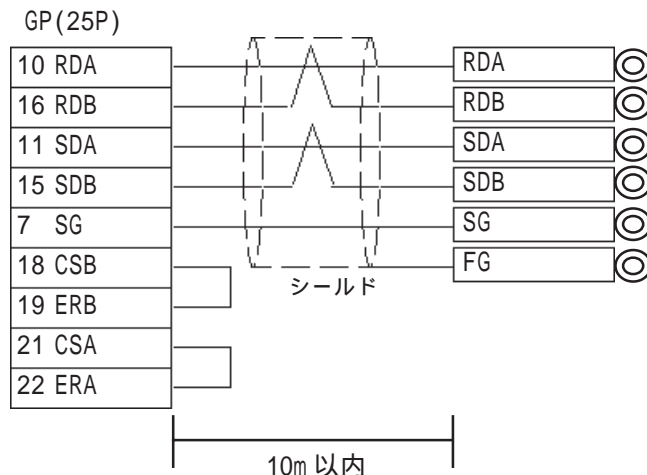 GP(25P)
10 RDA RDA
16 RDB RDB
11 SDA SDA
15 SDB SDB
7 SG SG
18 CSB FG
シールド
19 ERB
21 CSA
22 ERA
10m 以内